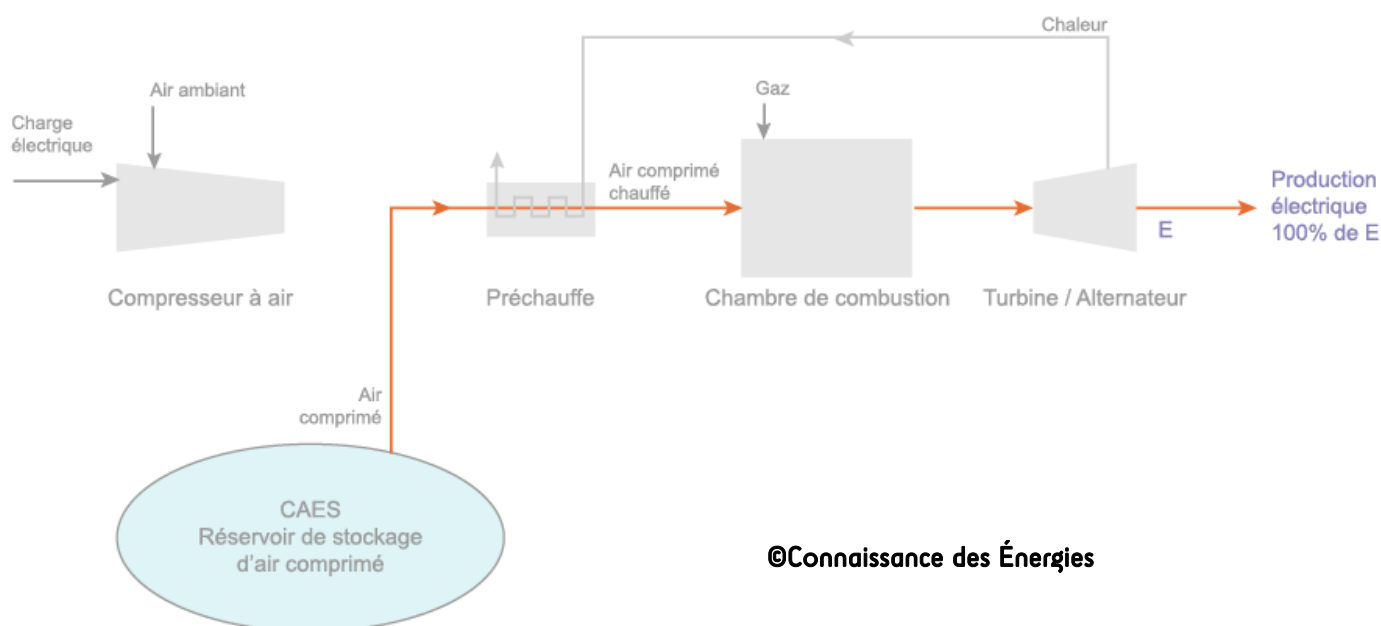 Chaleur
Air ambiant
Gaz
Charge
électrique
Air comprimé
chauffé
Production
électrique
100% de E
E
Compresseur à air
Préchauffe
Chambre de combustion
Turbine / Alternateur
Air
comprimé
CAES
Réservoir de stockage
d'air comprimé
©Connaissance des Énergies